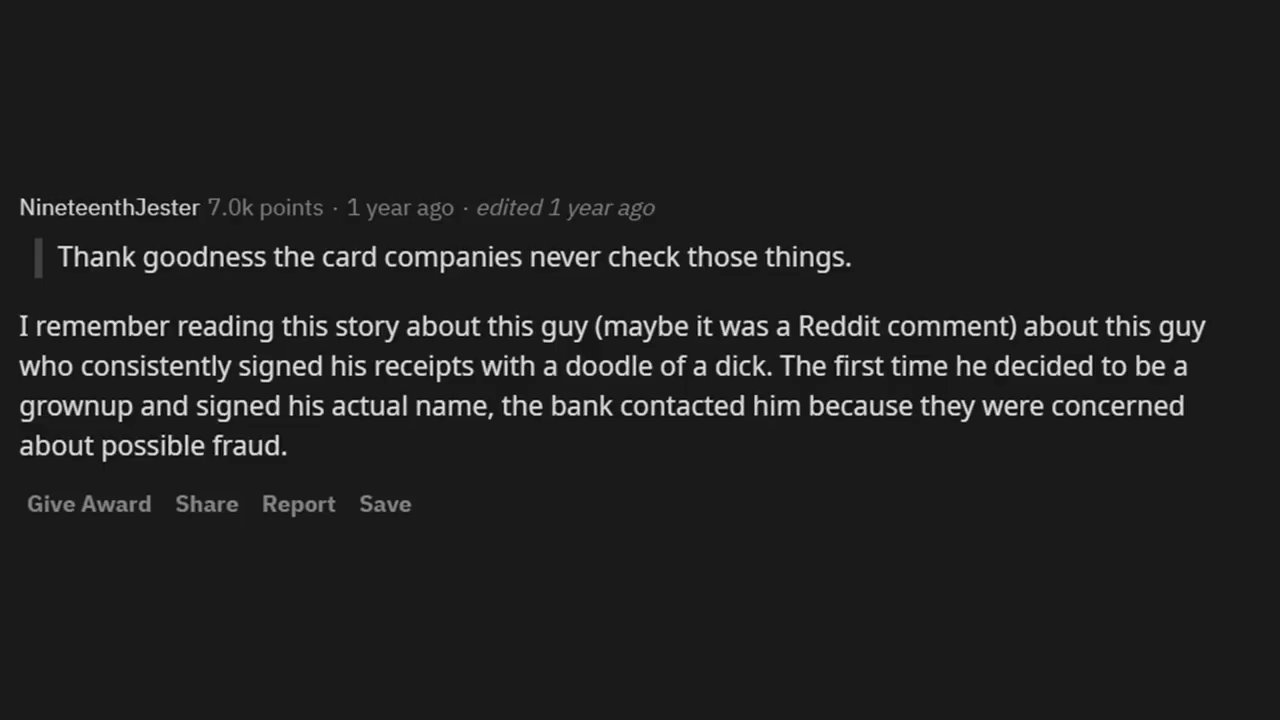 NineteenthJester 7.0k points · 1 year ago · edited 1 year ago
Thank goodness the card companies never check those things.
I remember reading this story about this guy (maybe it was a Reddit comment) about this guy
who consistently signed his receipts with a doodle of a dick. The first time he decided to be a
grownup and signed his actual name, the bank contacted him because they were concerned
about possible fraud.
Give Award Share Report Save